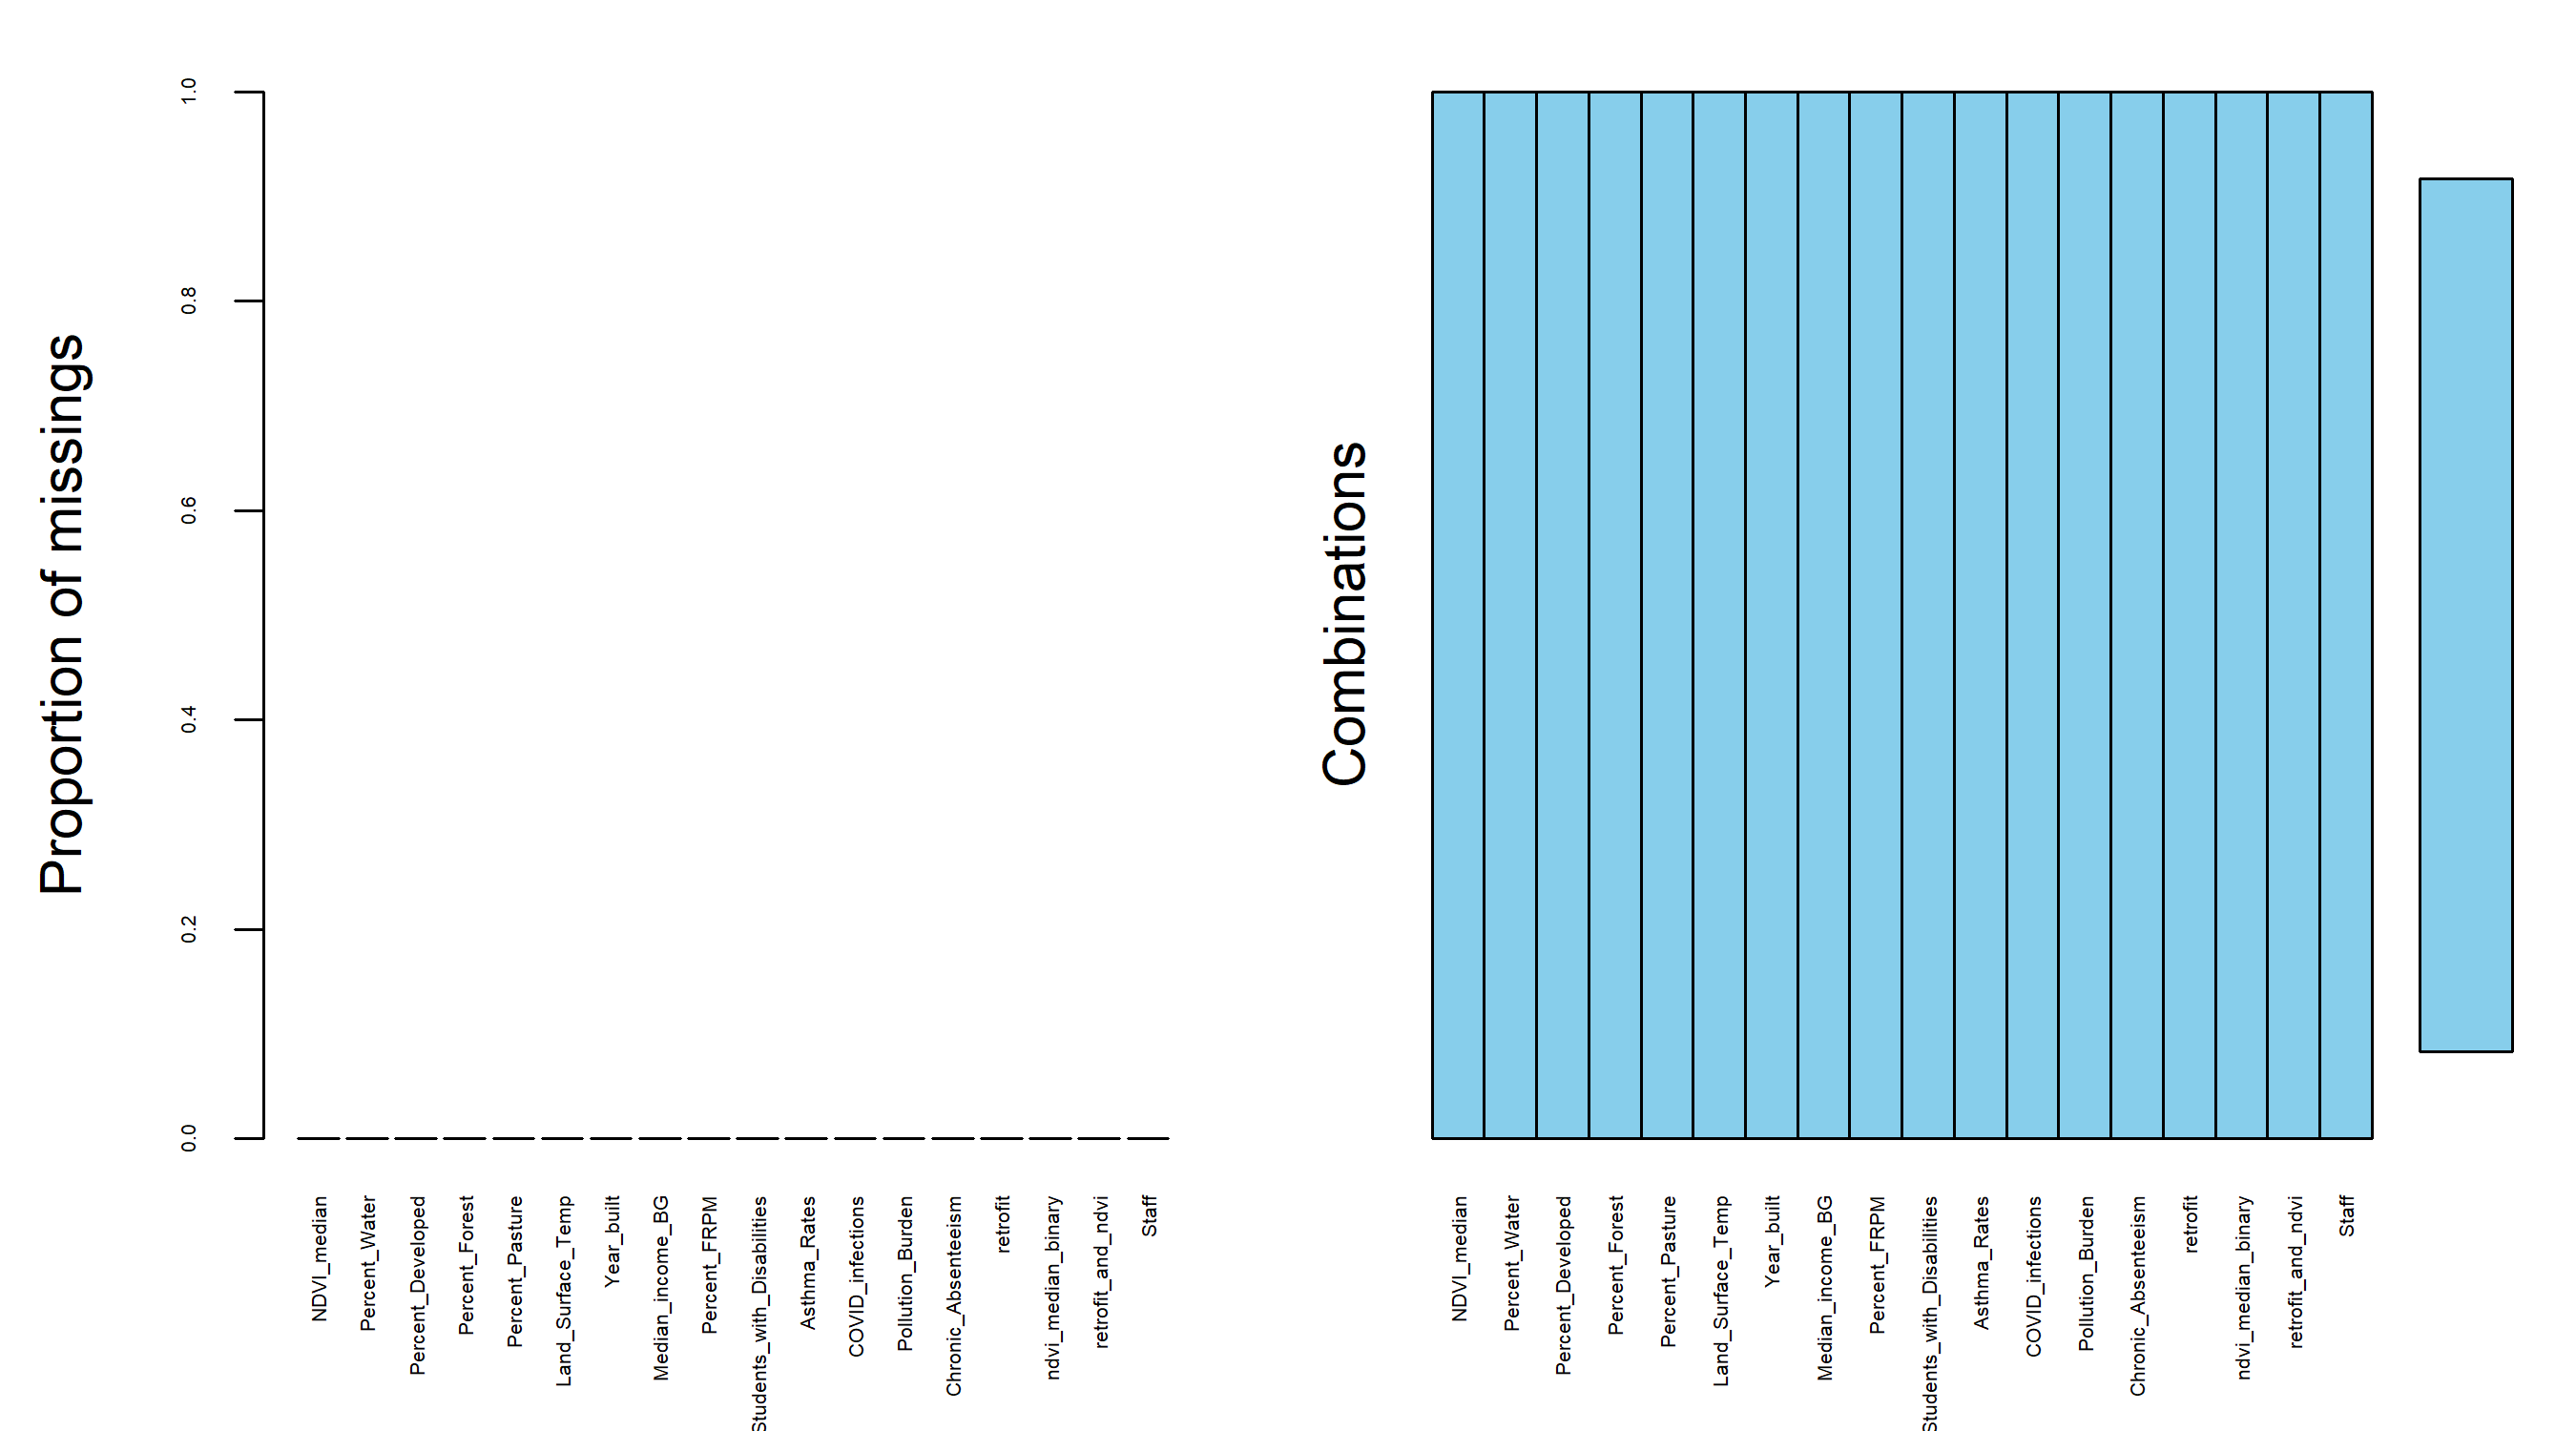 Proportion of missings
1.0
0.8
0.6
0.4
0.2
0.0
NDVI_median
Percent_Water
Percent_Developed
Percent_Forest
Percent_Pasture
Land_Surface_Temp
Year_built
Median_income_BG
Percent_FRPM
Students_with_Disabilities
Asthma_Rates
COVID_infections
Pollution_Burden
Chronic_Absenteeism
retrofit
ndvi_median_binary
retrofit_and_ndvi
Staff
Combinations
NDVI_median
Percent_Water
Percent_Developed
Percent_Forest
Percent_Pasture
Land_Surface_Temp
Year_built
Median_income_BG
Percent_FRPM
Students_with_Disabilities
Asthma_Rates
COVID_infections
Pollution_Burden
Chronic_Absenteeism
retrofit
ndvi_median_binary
retrofit_and_ndvi
Staff